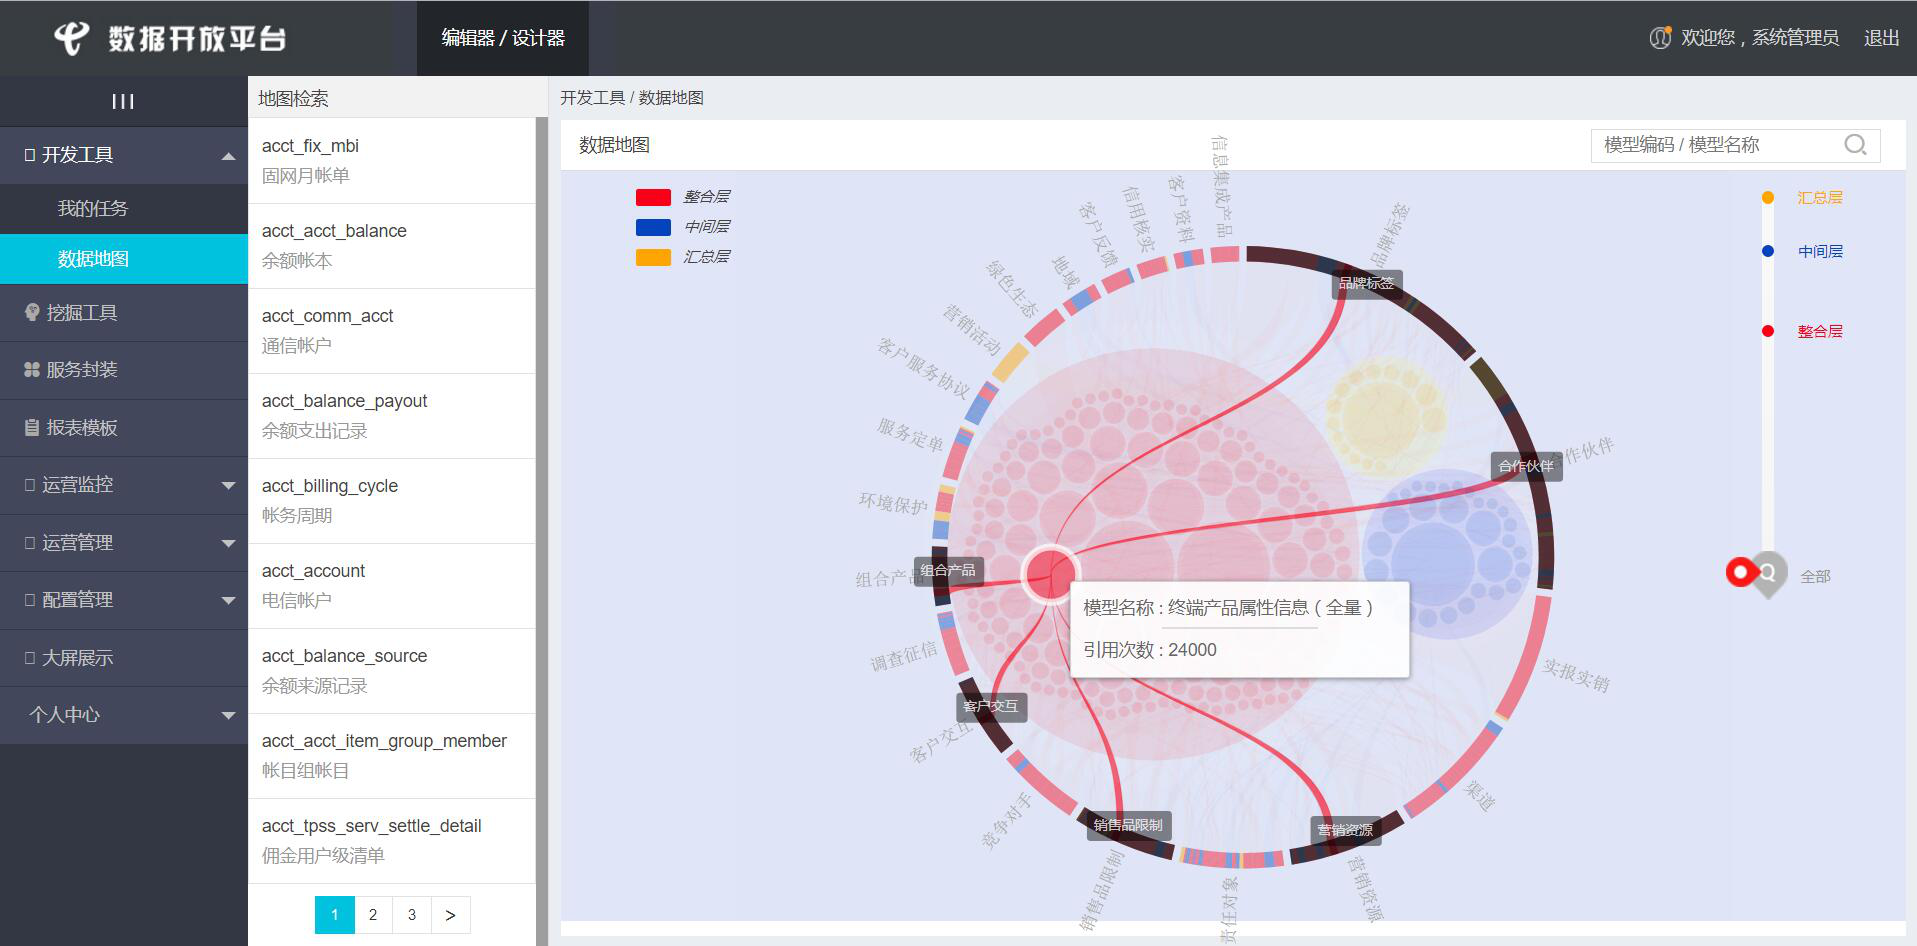 数据开放平台
编辑器 / 设计器
欢迎您，系统管理员
退出
开发工具
我的任务
数据地图
挖掘工具
服务封装
报表模板
运营监控
运营管理
配置管理
大屏展示
个人中心
地图检索
acct_fix_mbi
固网月帐单
acct_acct_balance
余额帐本
acct_comm_acct
通信帐户
acct_balance_payout
余额支出记录
acct_billing_cycle
帐务周期
acct_account
电信帐户
acct_balance_source
余额来源记录
acct_acct_item_group_member
帐目组帐目
acct_tpss_serv_settle_detail
佣金用户级清单
1 2 3 >
开发工具 / 数据地图
数据地图
模型编码 / 模型名称
整合层
中间层
汇总层
汇总层
中间层
整合层
全部
信息集成产品
客户资料
信用核实
客户反馈
地域
绿色生态
营销活动
客户服务协议
服务定单
环境保护
组合产品
组合产品
调查征信
客户交互
客户交互
竞争对手
销售品限制
销售品限制
责任对象
营销资源
营销资源
渠道
实报实销
合作伙伴
合作伙伴
品牌标签
品牌标签
模型名称 : 终端产品属性信息（全量）
引用次数 : 24000